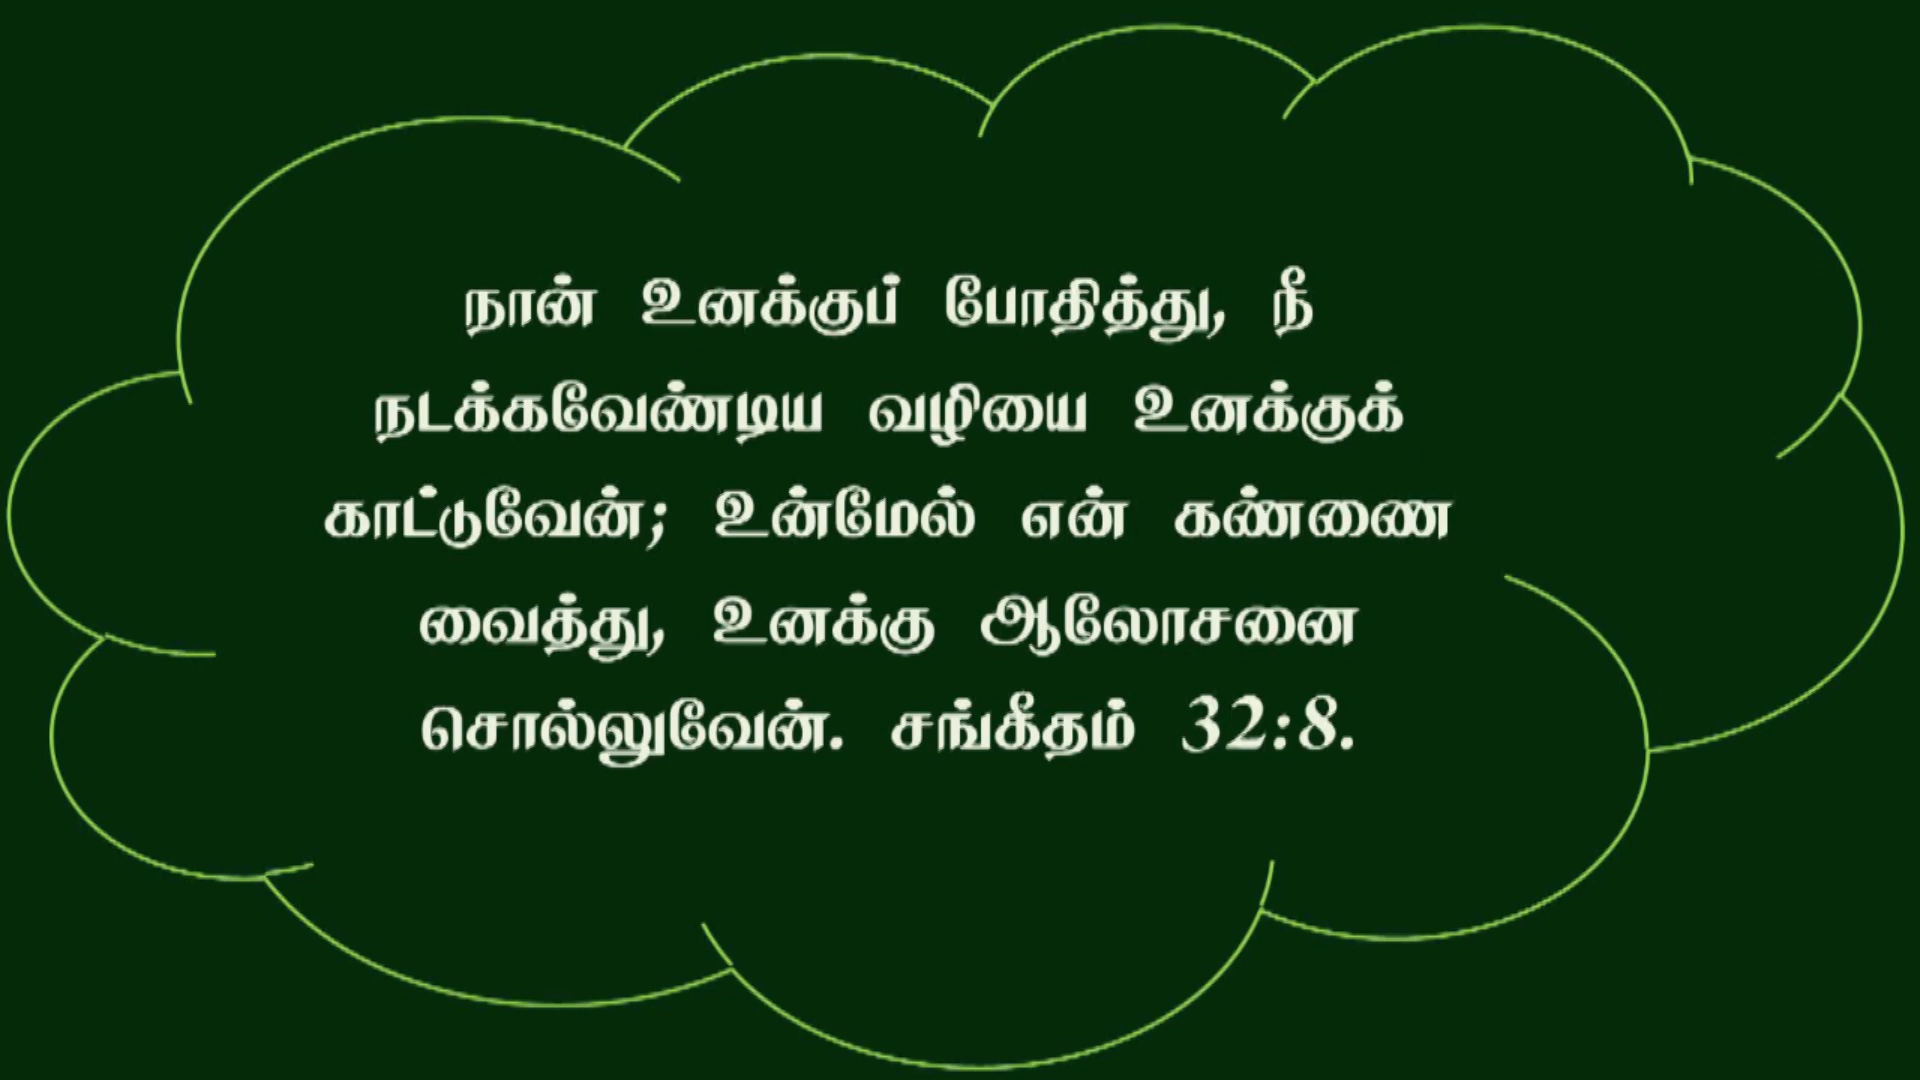 நான் உனக்குப் போதித்து, நீ
நடக்கவேண்டிய வழியை உனக்குக்
காட்டுவேன்; உன்மேல் என் கண்ணை
வைத்து, உனக்கு ஆலோசனை
சொல்லுவேன். சங்கீதம் 32:8.